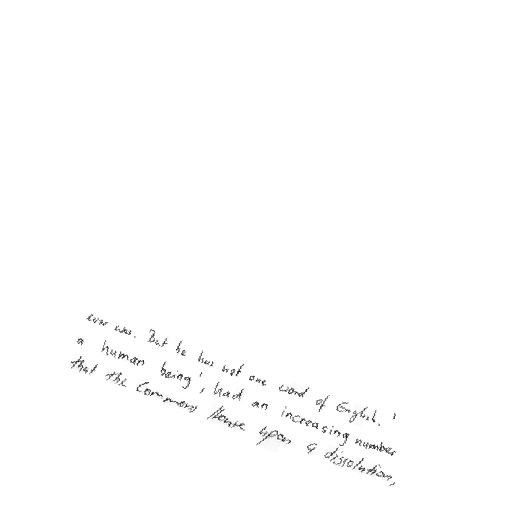 ever was. But he has not one word of English. '
a human being', had an increasing number
that the Commons House upon a dissolution,